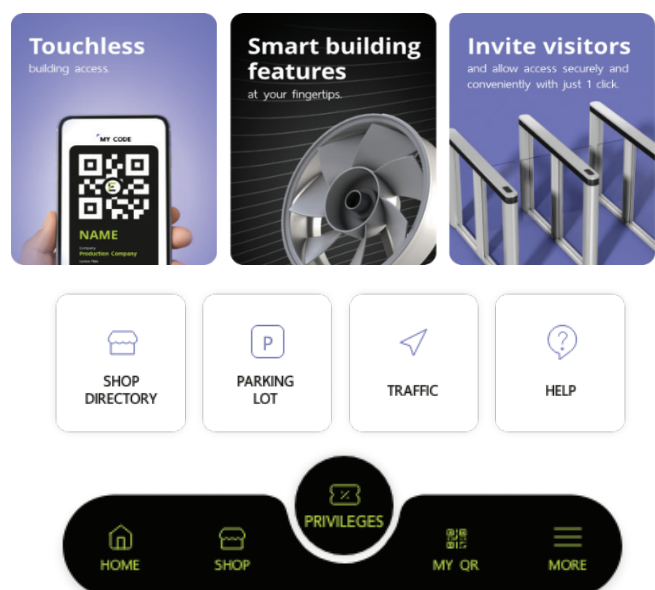 Touchless
building access.
MY CODE
NAME
Company
Production Company
Smart building
features
at your fingertips.
Invite visitors
and allow access securely and
conveniently with just 1 click.
SHOP
DIRECTORY
P
PARKING
LOT
TRAFFIC
?
HELP
PRIVILEGES
HOME
SHOP
MY QR
MORE